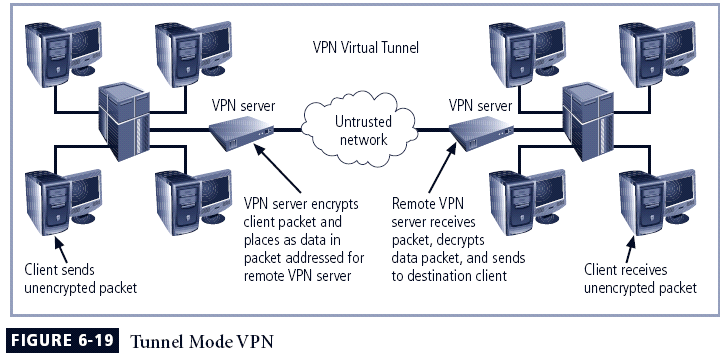 VPN Virtual Tunnel
VPN server
VPN server
Untrusted
network
VPN server encrypts
client packet and
places as data in
packet addressed for
remote VPN server
Remote VPN
server receives
packet, decrypts
data packet, and sends
to destination client
Client sends
unencrypted packet
Client receives
unencrypted packet
FIGURE 6-19 Tunnel Mode VPN